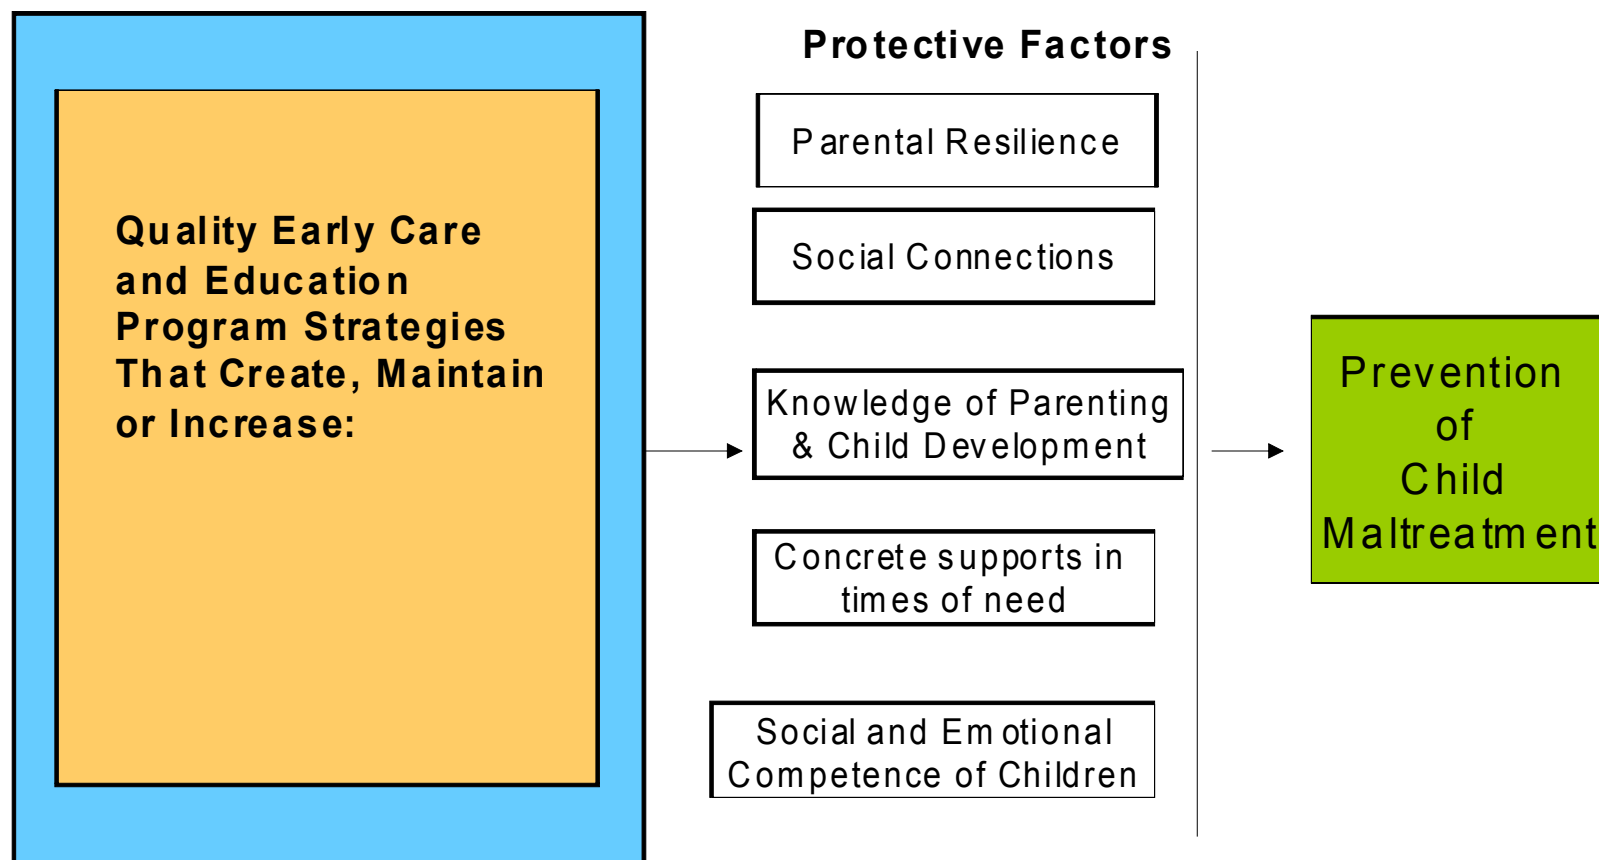 Quality Early Care
and Education
Program Strategies
That Create, Maintain
or Increase:
Protective Factors
Parental Resilience
Social Connections
Knowledge of Parenting
& Child Development
Concrete supports in
times of need
Social and Emotional
Competence of Children
Prevention
of
Child
Maltreatment